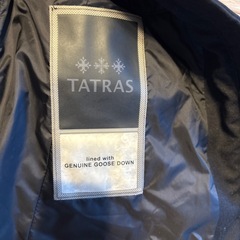 TATRAS
lined with
GENUINE GOOSE DOWN